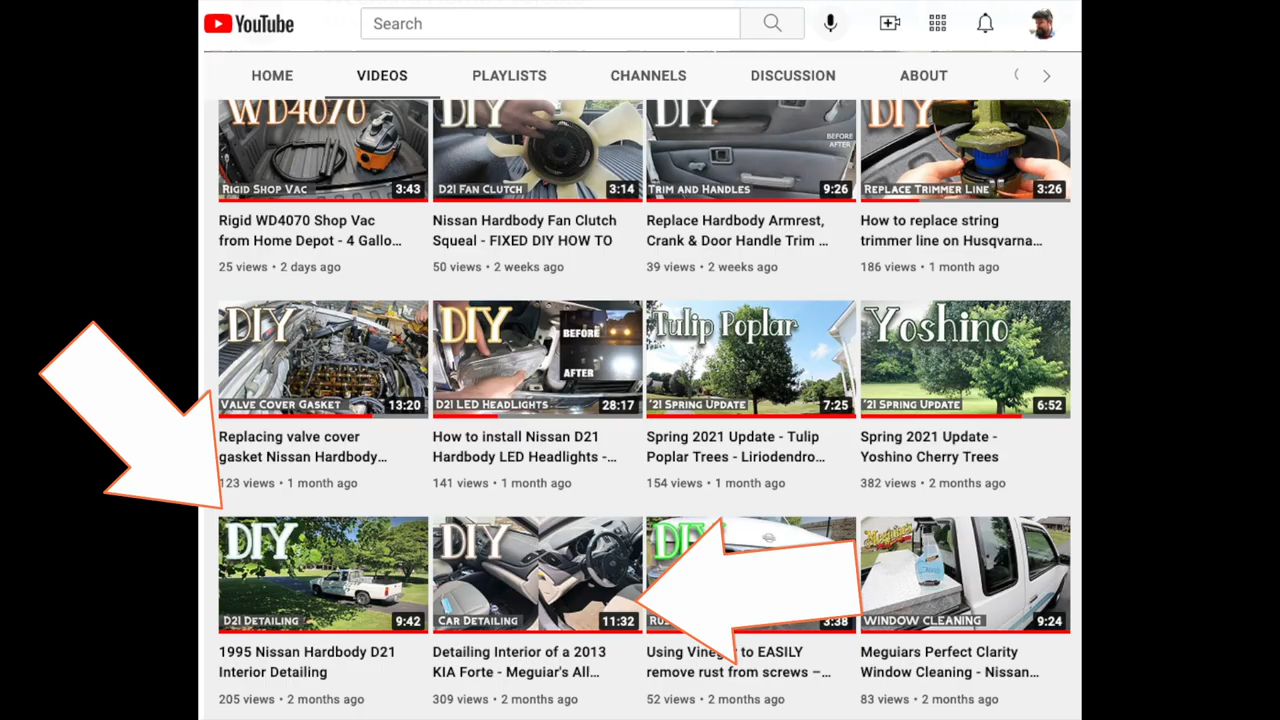 YouTube
Search
HOME VIDEOS PLAYLISTS CHANNELS DISCUSSION ABOUT
WD4070 DIY DIY DIY
BEFORE
AFTER
RIGID SHOP VAC 3:43 D21 FAN CLUTCH 3:14 TRIM AND HANDLES 9:26 REPLACE TRIMMER LINE 3:26
Rigid WD4070 Shop Vac
from Home Depot - 4 Gallo...
25 views • 2 days ago
Nissan Hardbody Fan Clutch
Squeal - FIXED DIY HOW TO
50 views • 2 weeks ago
Replace Hardbody Armrest,
Crank & Door Handle Trim ...
39 views • 2 weeks ago
How to replace string
trimmer line on Husqvarna...
186 views • 1 month ago
DIY DIY Tulip Poplar Yoshino
BEFORE
AFTER
VALVE COVER GASKET 13:20 D21 LED HEADLIGHTS 28:17 '21 SPRING UPDATE 7:25 '21 SPRING UPDATE 6:52
Replacing valve cover
gasket Nissan Hardbody...
123 views • 1 month ago
How to install Nissan D21
Hardbody LED Headlights -...
141 views • 1 month ago
Spring 2021 Update - Tulip
Poplar Trees - Liriodendro...
154 views • 1 month ago
Spring 2021 Update -
Yoshino Cherry Trees
382 views • 2 months ago
DIY DIY DIY Meguiar's
D21 DETAILING 9:42 CAR DETAILING 11:32 3:38 WINDOW CLEANING 9:24
1995 Nissan Hardbody D21
Interior Detailing
205 views • 2 months ago
Detailing Interior of a 2013
KIA Forte - Meguiar's All...
309 views • 2 months ago
Using Vinegar to EASILY
remove rust from screws –...
52 views • 2 months ago
Meguiars Perfect Clarity
Window Cleaning - Nissan...
83 views • 2 months ago